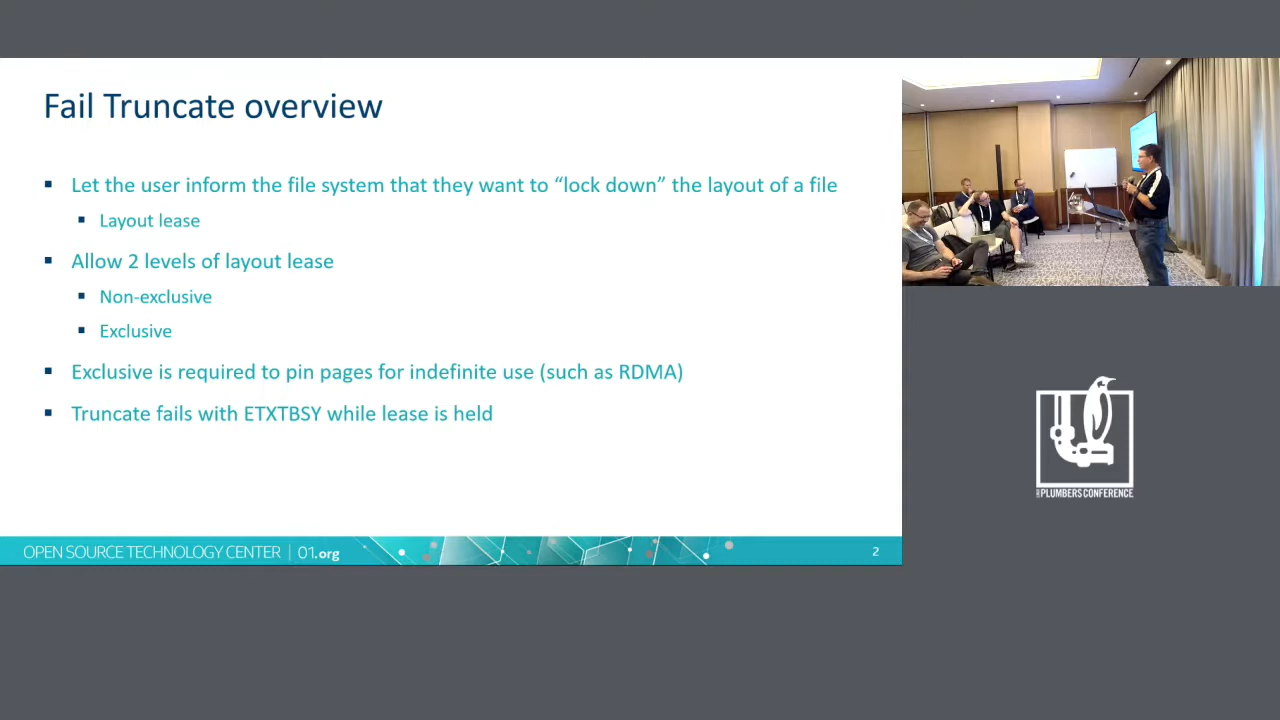 Fail Truncate overview
Let the user inform the file system that they want to “lock down” the layout of a file
Layout lease
Allow 2 levels of layout lease
Non-exclusive
Exclusive
Exclusive is required to pin pages for indefinite use (such as RDMA)
Truncate fails with ETXTBSY while lease is held
OPEN SOURCE TECHNOLOGY CENTER | 01.org
2
PLUMBERS CONFERENCE